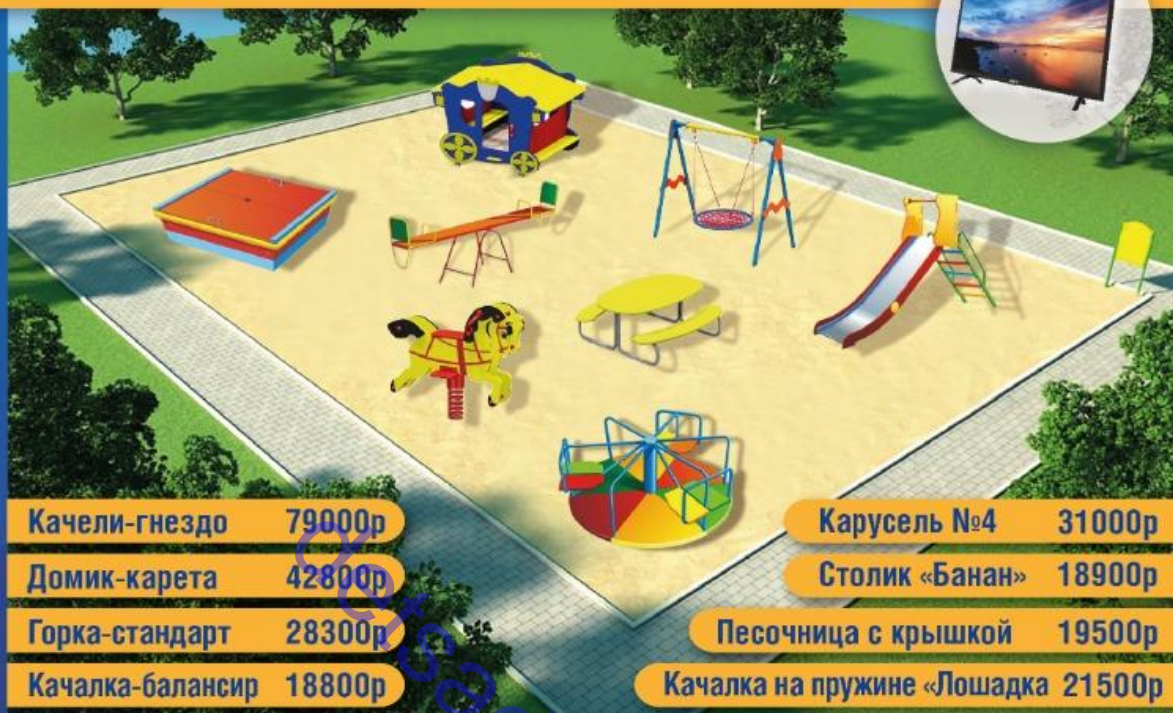 Качели-гнездо 79000р
Домик-карета 42800р
Горка-стандарт 28300р
Качалка-балансир 18800р
Карусель №4 31000р
Столик «Банан» 18900р
Песочница с крышкой 19500р
Качалка на пружине «Лошадка 21500р
detsa